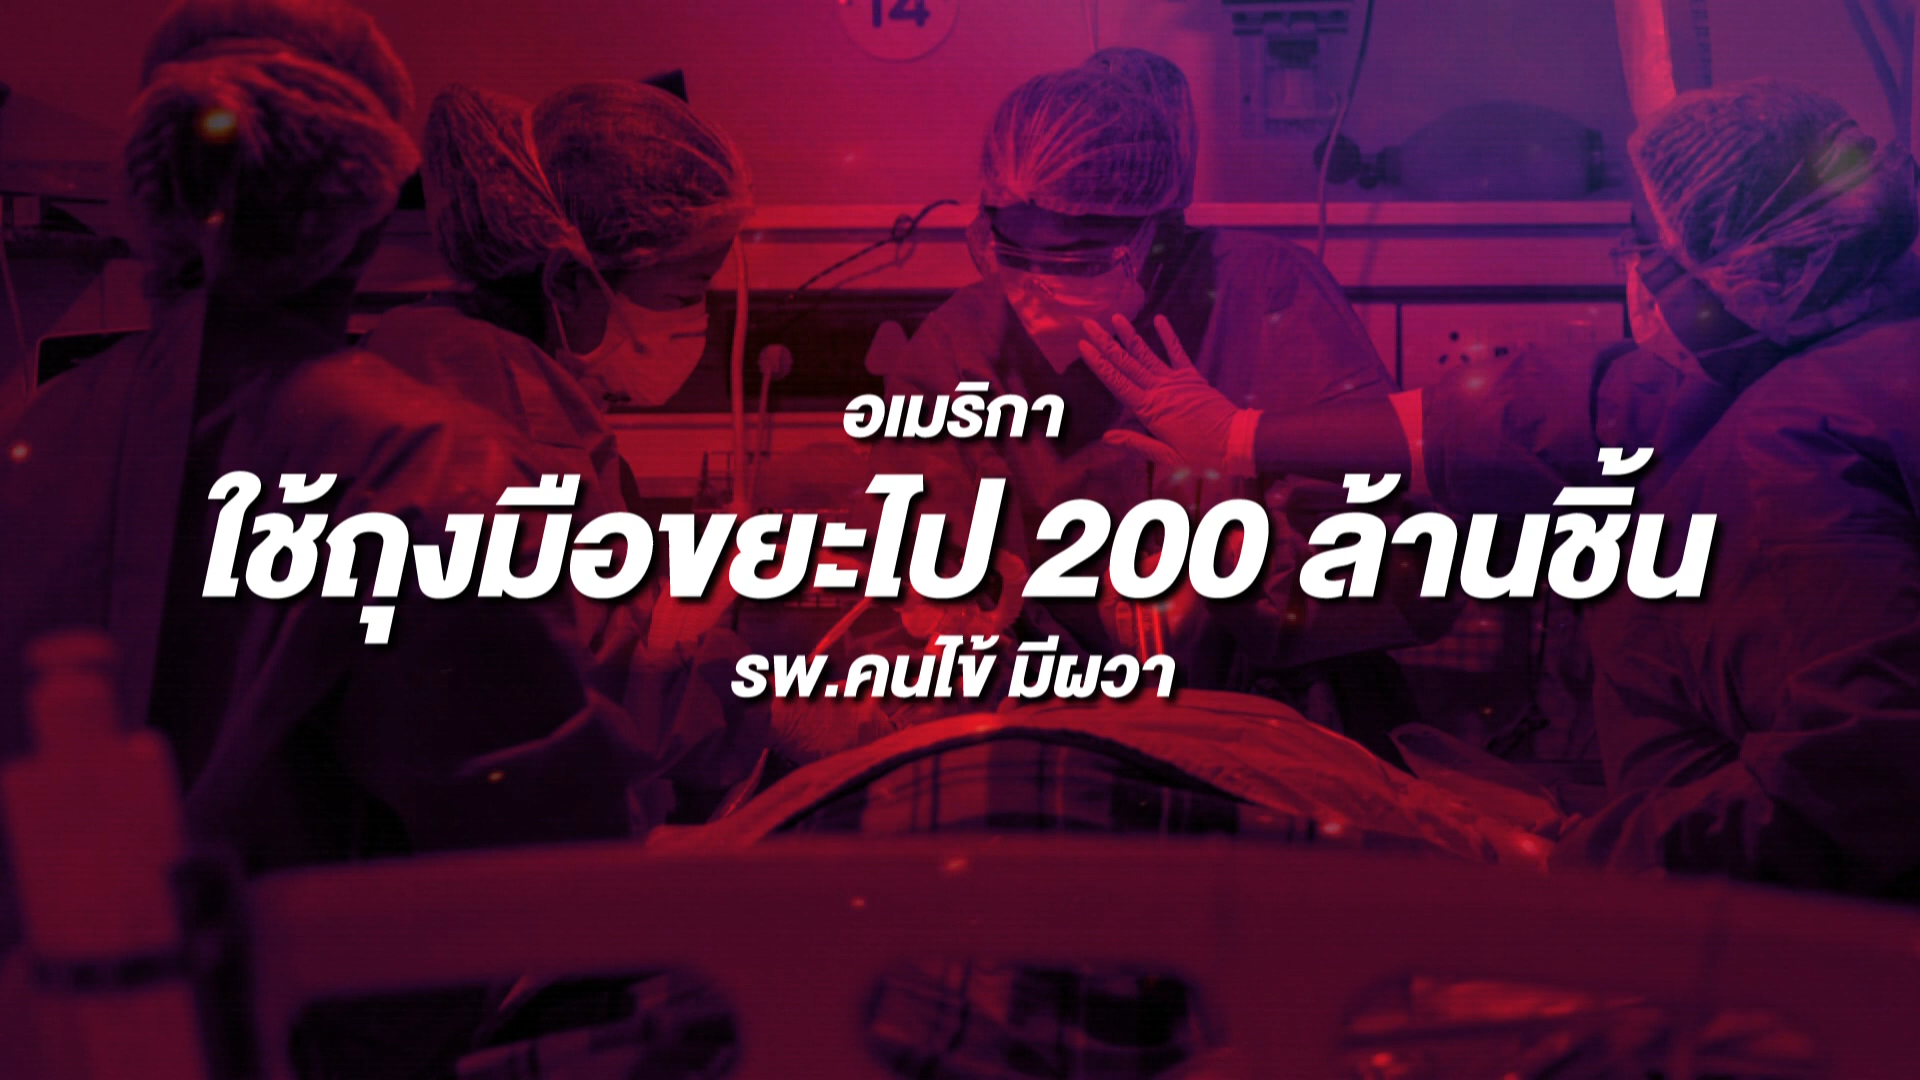 14
อเมริกา
ใช้ถุงมือขยะไป 200 ล้านชิ้น
รพ.คนไข้ มีผวา